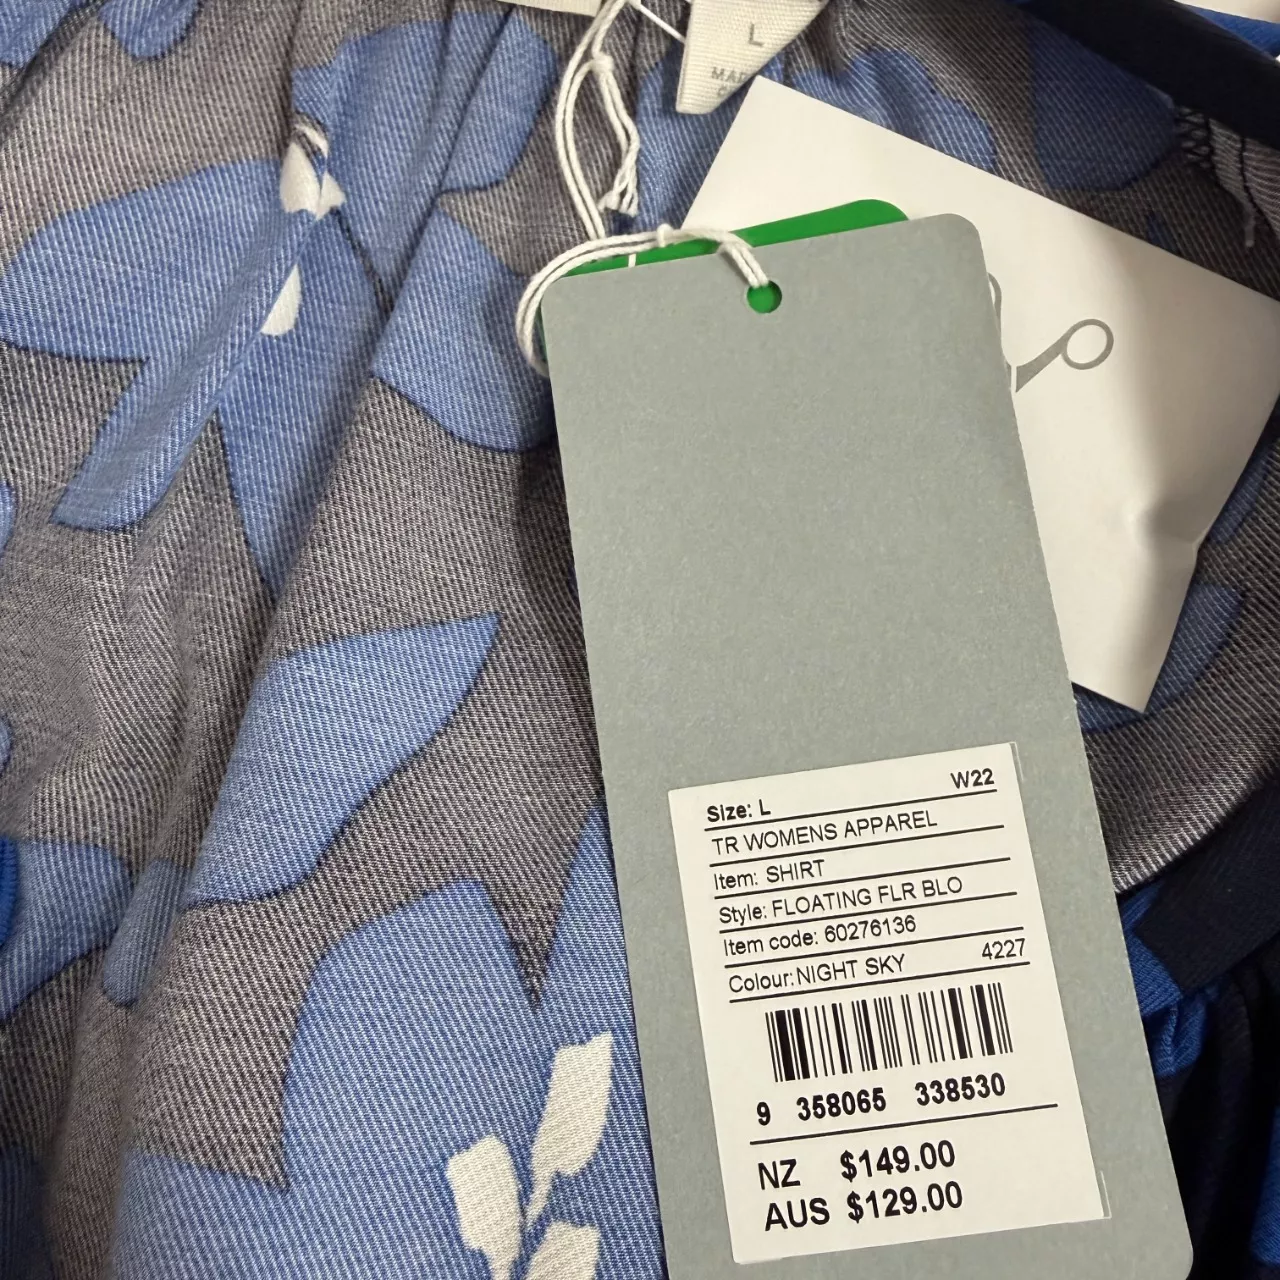 L
Size: L W22
TR WOMENS APPAREL
Item: SHIRT
Style: FLOATING FLR BLO
Item code: 60276136
Colour: NIGHT SKY 4227
9 358065 338530
NZ $149.00
AUS $129.00